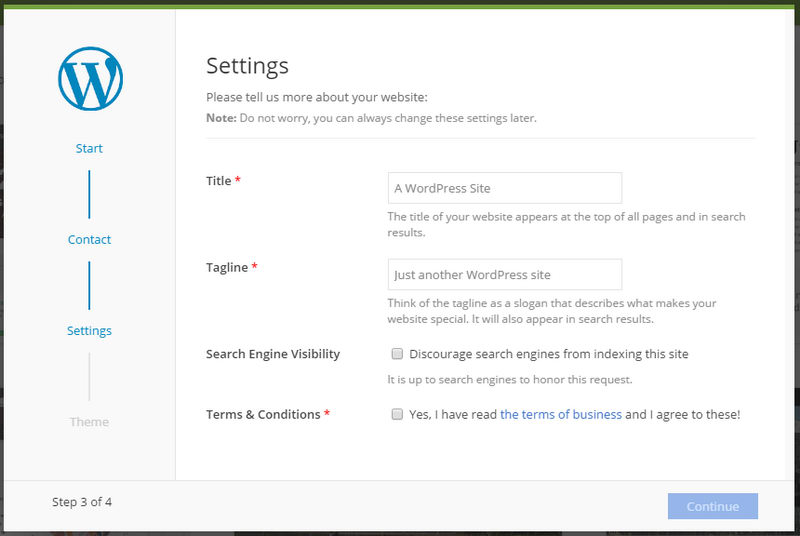 Settings
Please tell us more about your website:
Note: Do not worry, you can always change these settings later.
Start
Contact
Settings
Theme
Title *
A WordPress Site
The title of your website appears at the top of all pages and in search
results.
Tagline *
Just another WordPress site
Think of the tagline as a slogan that describes what makes your
website special. It will also appear in search results.
Search Engine Visibility
Discourage search engines from indexing this site
It is up to search engines to honor this request.
Terms & Conditions *
Yes, I have read the terms of business and I agree to these!
Step 3 of 4
Continue